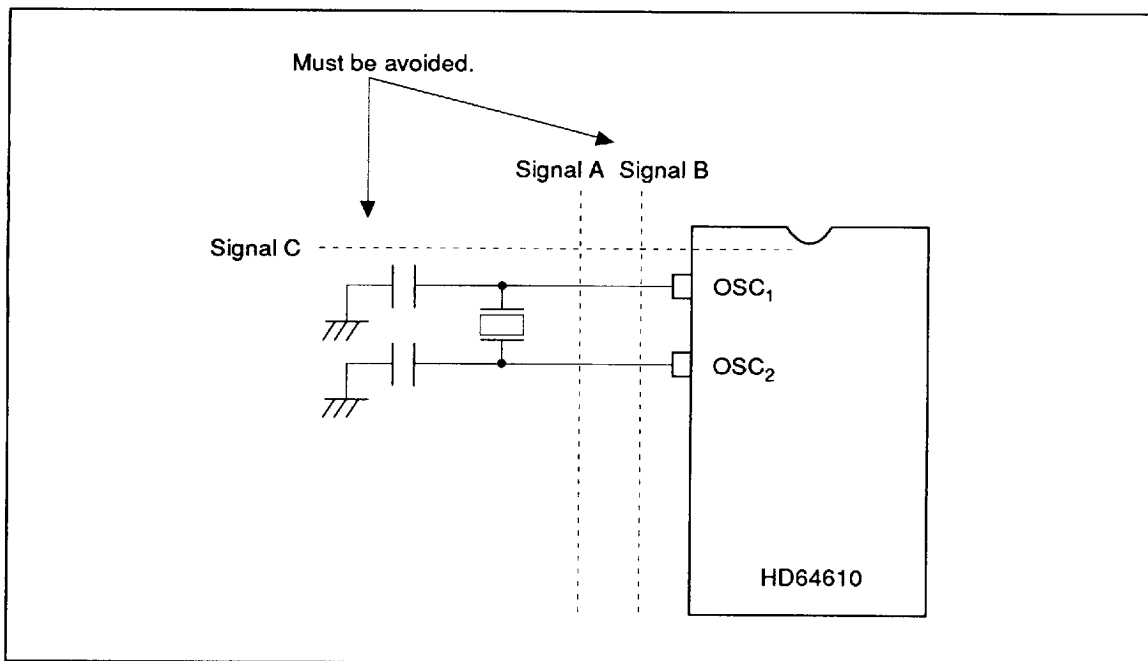 Must be avoided.
Signal A Signal B
Signal C
OSC₁
OSC₂
HD64610